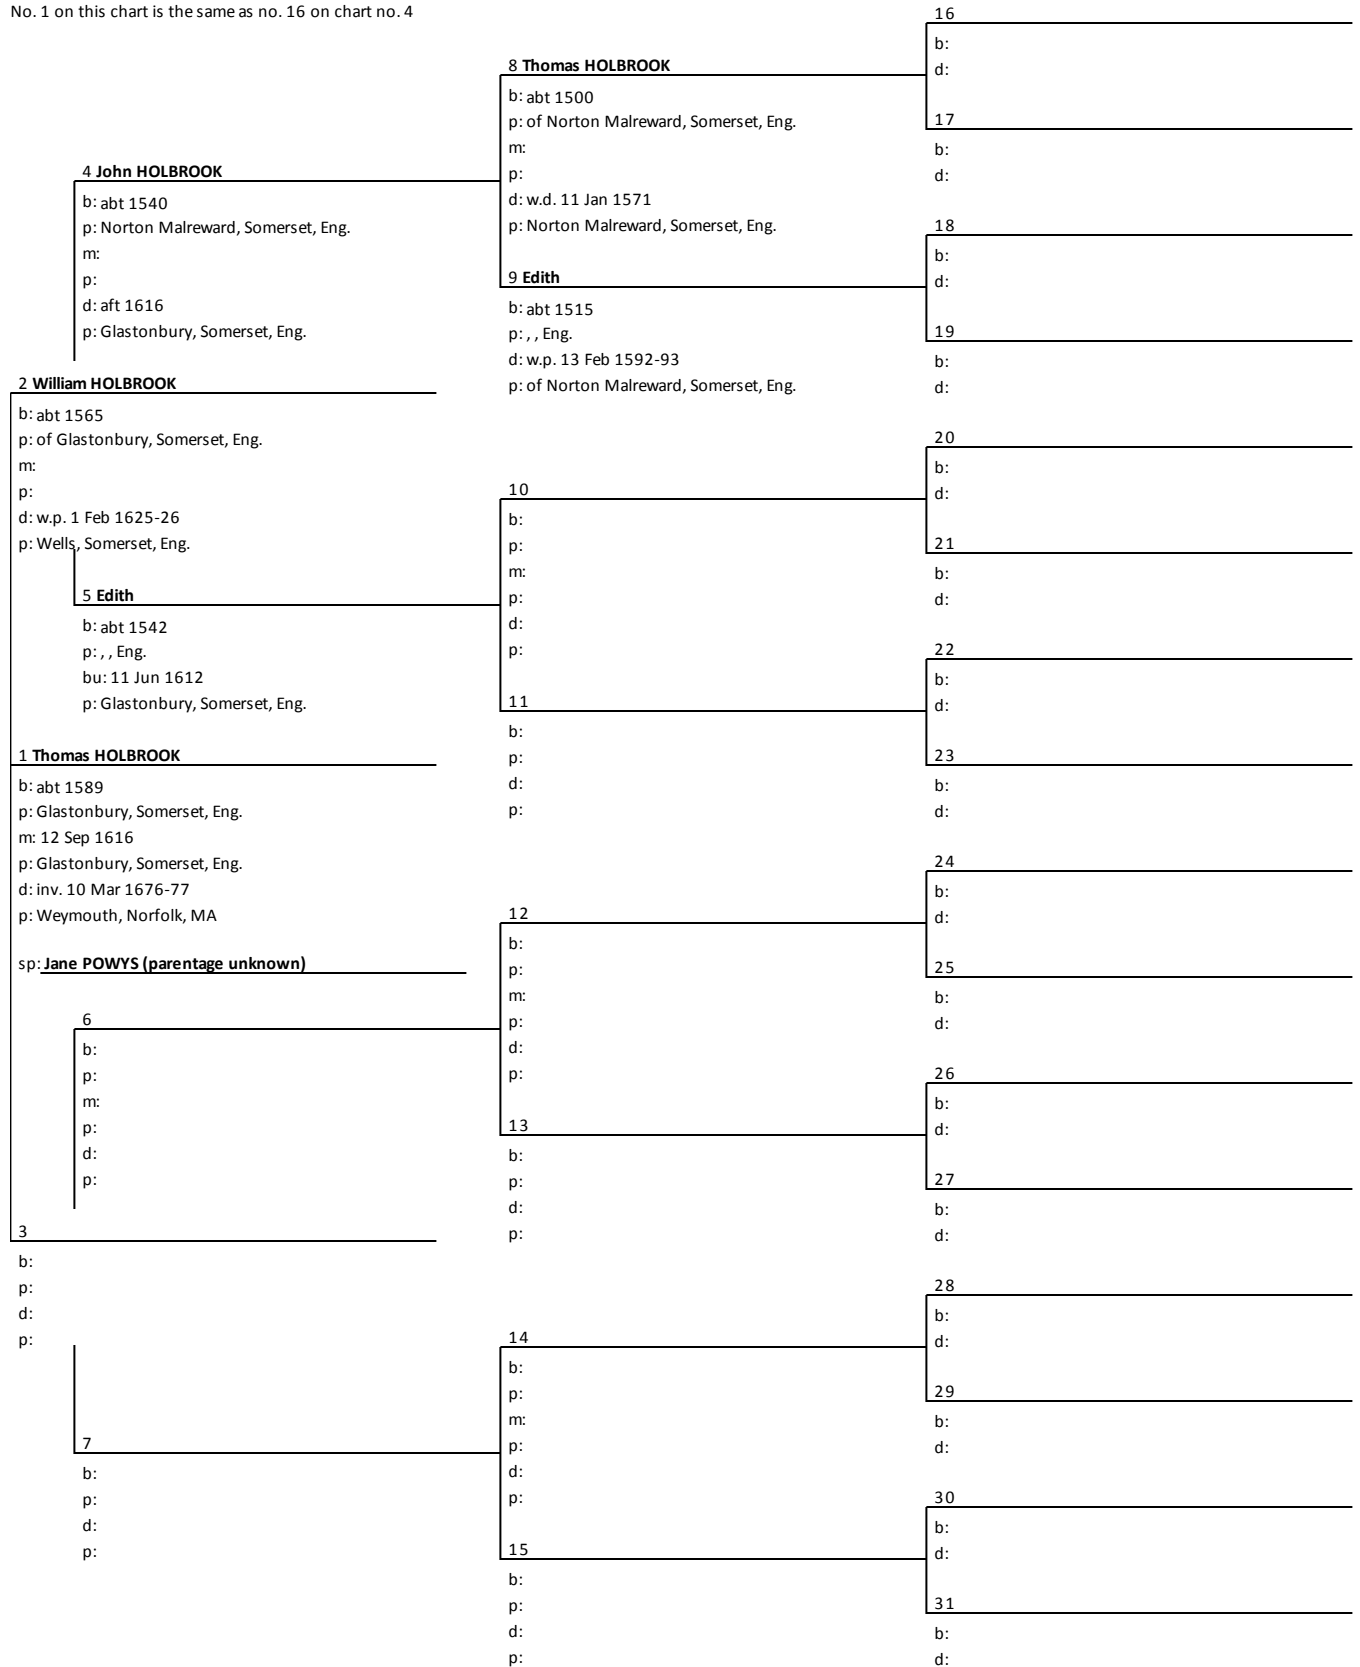 No. 1 on this chart is the same as no. 16 on chart no. 4
16
b:
d:
8 Thomas HOLBROOK
b: abt 1500
p: of Norton Malreward, Somerset, Eng.
m:
p:
d: w.d. 11 Jan 1571
p: Norton Malreward, Somerset, Eng.
17
b:
d:
4 John HOLBROOK
b: abt 1540
p: Norton Malreward, Somerset, Eng.
m:
p:
d: aft 1616
p: Glastonbury, Somerset, Eng.
18
b:
d:
9 Edith
b: abt 1515
p: , , Eng.
d: w.p. 13 Feb 1592-93
p: of Norton Malreward, Somerset, Eng.
19
b:
d:
2 William HOLBROOK
b: abt 1565
p: of Glastonbury, Somerset, Eng.
m:
p:
d: w.p. 1 Feb 1625-26
p: Wells, Somerset, Eng.
20
b:
d:
10
b:
p:
m:
p:
d:
p:
21
b:
d:
5 Edith
b: abt 1542
p: , , Eng.
bu: 11 Jun 1612
p: Glastonbury, Somerset, Eng.
22
b:
d:
11
b:
p:
d:
p:
23
b:
d:
1 Thomas HOLBROOK
b: abt 1589
p: Glastonbury, Somerset, Eng.
m: 12 Sep 1616
p: Glastonbury, Somerset, Eng.
d: inv. 10 Mar 1676-77
p: Weymouth, Norfolk, MA
sp: Jane POWYS (parentage unknown)
24
b:
d:
12
b:
p:
m:
p:
d:
p:
25
b:
d:
6
b:
p:
m:
p:
d:
p:
26
b:
d:
13
b:
p:
d:
p:
27
b:
d:
3
b:
p:
d:
p:
28
b:
d:
14
b:
p:
m:
p:
d:
p:
29
b:
d:
7
b:
p:
d:
p:
30
b:
d:
15
b:
p:
d:
p:
31
b:
d: